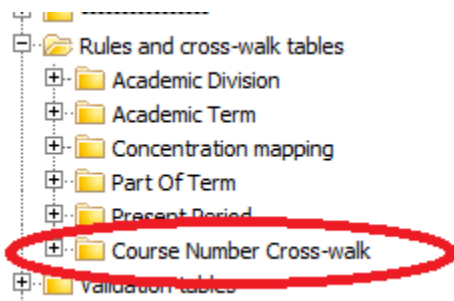 Rules and cross-walk tables
Academic Division
Academic Term
Concentration mapping
Part Of Term
Present Period
Course Number Cross-walk
Validation tables